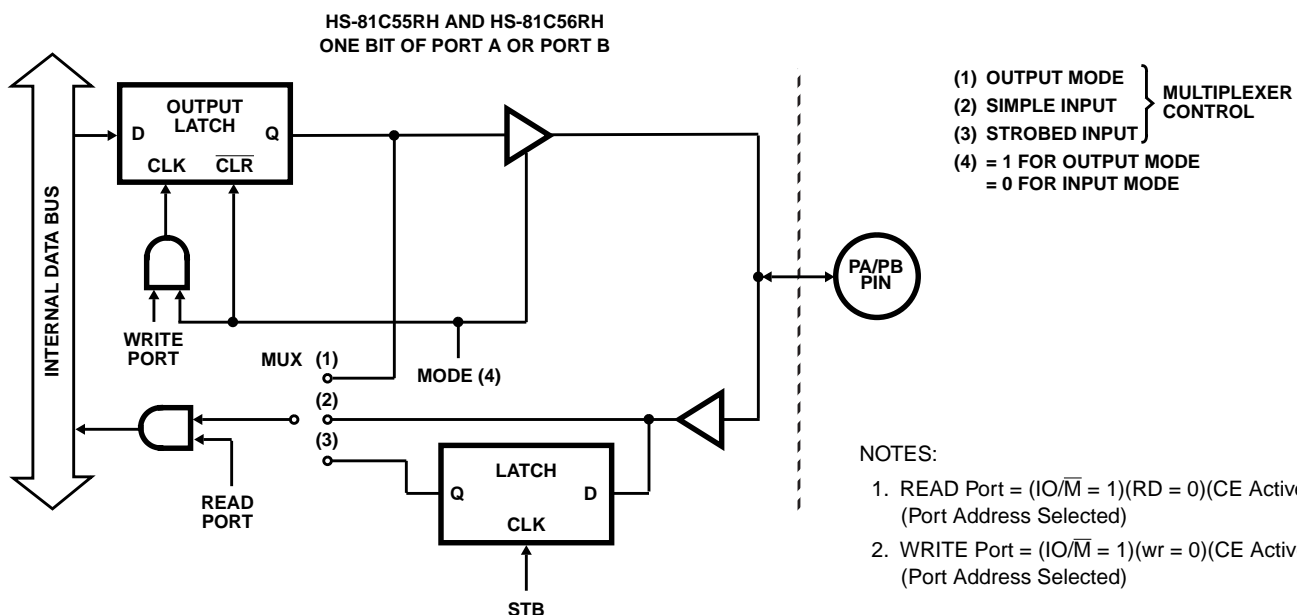 HS-81C55RH AND HS-81C56RH
ONE BIT OF PORT A OR PORT B
INTERNAL DATA BUS
OUTPUT
LATCH
D
Q
CLK
C̅L̅R̅
WRITE
PORT
MUX
(1)
(2)
(3)
MODE (4)
READ
PORT
LATCH
Q
D
CLK
STB
PA/PB
PIN
(1) OUTPUT MODE
(2) SIMPLE INPUT
(3) STROBED INPUT
MULTIPLEXER
CONTROL
(4) = 1 FOR OUTPUT MODE
= 0 FOR INPUT MODE
NOTES:
1. READ Port = (IO/M̅ = 1)(RD = 0)(CE Active
(Port Address Selected)
2. WRITE Port = (IO/M̅ = 1)(wr = 0)(CE Activ
(Port Address Selected)